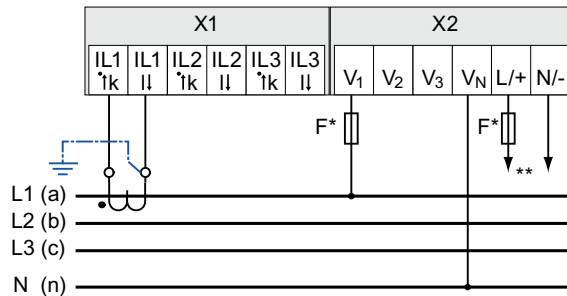 X1 X2
IL1 IL1 IL2 IL2 IL3 IL3 V1 V2 V3 VN L/+ N/-
k l k l k l
F* F*
**
L1 (a)
L2 (b)
L3 (c)
N (n)